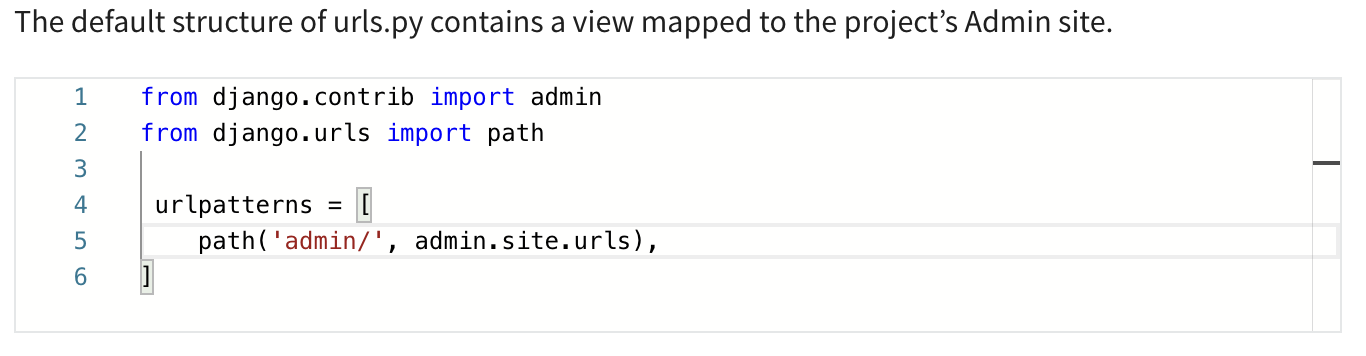 The default structure of urls.py contains a view mapped to the project’s Admin site.
1 from django.contrib import admin
2 from django.urls import path
3
4  urlpatterns = [
5     path('admin/', admin.site.urls),
6 ]